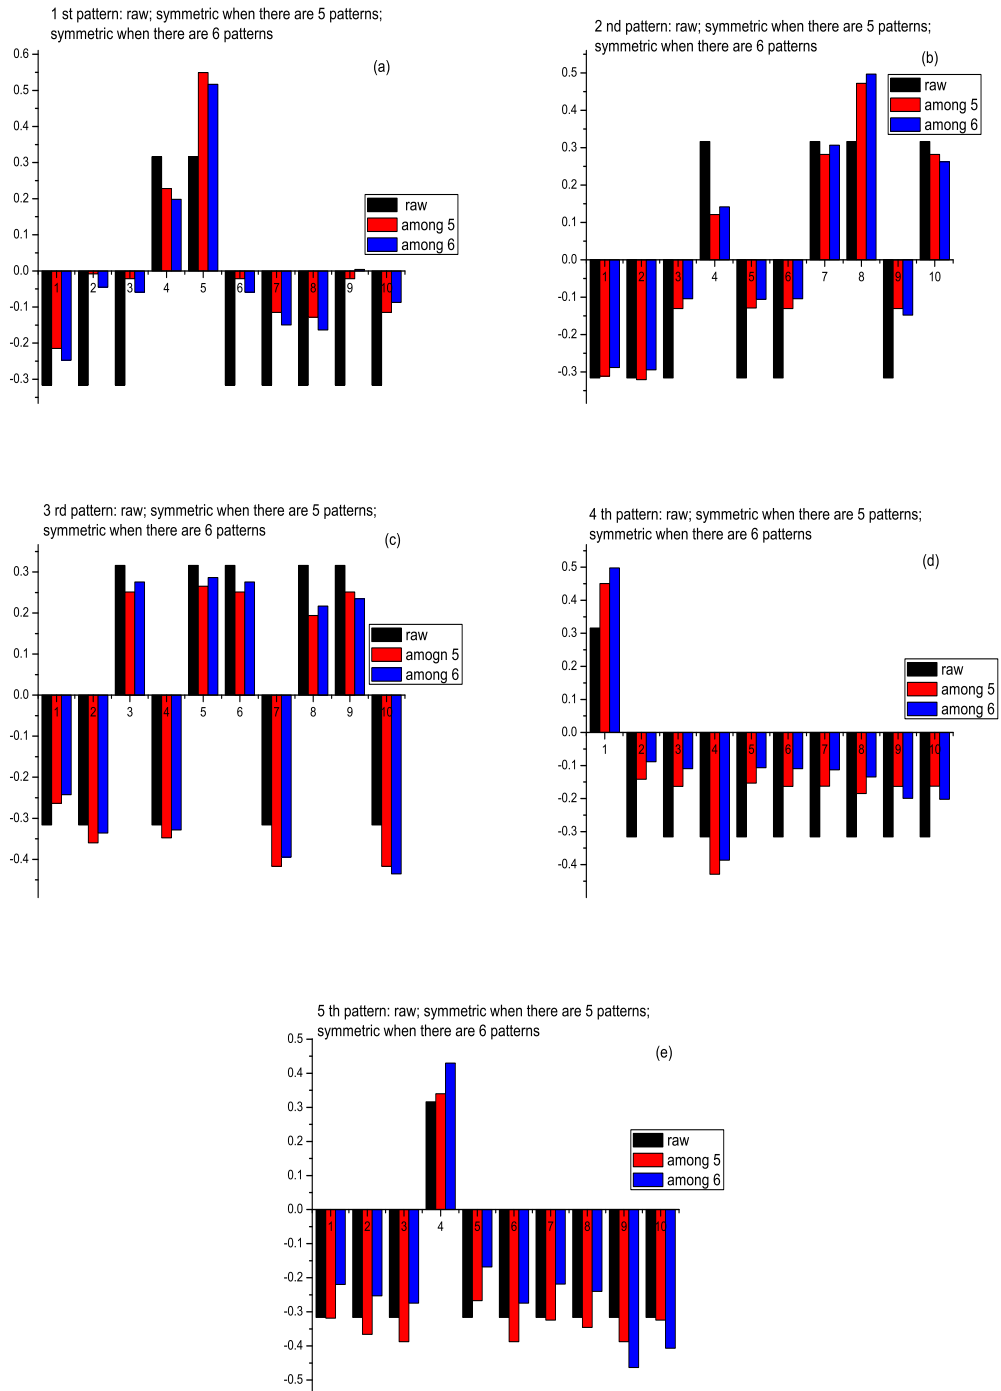 1 st pattern: raw; symmetric when there are 5 patterns;
symmetric when there are 6 patterns
(a)
0.6
0.5
0.4
0.3
0.2
0.1
0.0
-0.1
-0.2
-0.3
1 2 3 4 5 6 7 8 9 10
raw
among 5
among 6
2 nd pattern: raw; symmetric when there are 5 patterns;
symmetric when there are 6 patterns
(b)
0.5
0.4
0.3
0.2
0.1
0.0
-0.1
-0.2
-0.3
1 2 3 4 5 6 7 8 9 10
raw
among 5
among 6
3 rd pattern: raw; symmetric when there are 5 patterns;
symmetric when there are 6 patterns
(c)
0.3
0.2
0.1
0.0
-0.1
-0.2
-0.3
-0.4
1 2 3 4 5 6 7 8 9 10
raw
amogn 5
among 6
4 th pattern: raw; symmetric when there are 5 patterns;
symmetric when there are 6 patterns
(d)
0.5
0.4
0.3
0.2
0.1
0.0
-0.1
-0.2
-0.3
-0.4
1 2 3 4 5 6 7 8 9 10
raw
among 5
among 6
5 th pattern: raw; symmetric when there are 5 patterns;
symmetric when there are 6 patterns
(e)
0.5
0.4
0.3
0.2
0.1
0.0
-0.1
-0.2
-0.3
-0.4
-0.5
1 2 3 4 5 6 7 8 9 10
raw
among 5
among 6